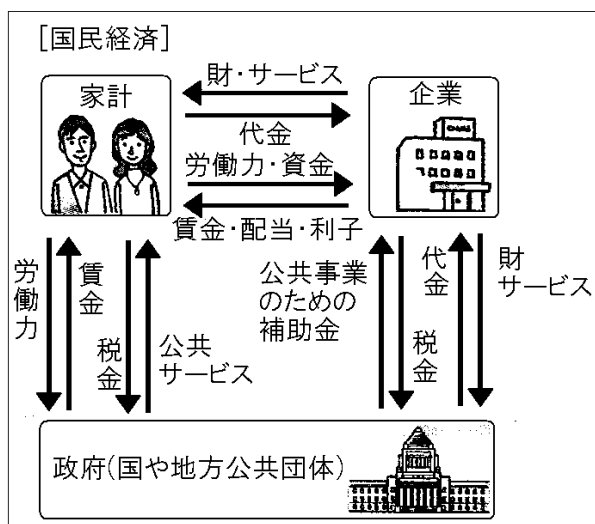 [国民経済]
家計
財・サービス
企業
代金
労働力・資金
賃金・配当・利子
労働力
賃金
税金
公共
サービス
公共事業
のための
補助金
税金
代金
財
サービス
政府(国や地方公共団体)